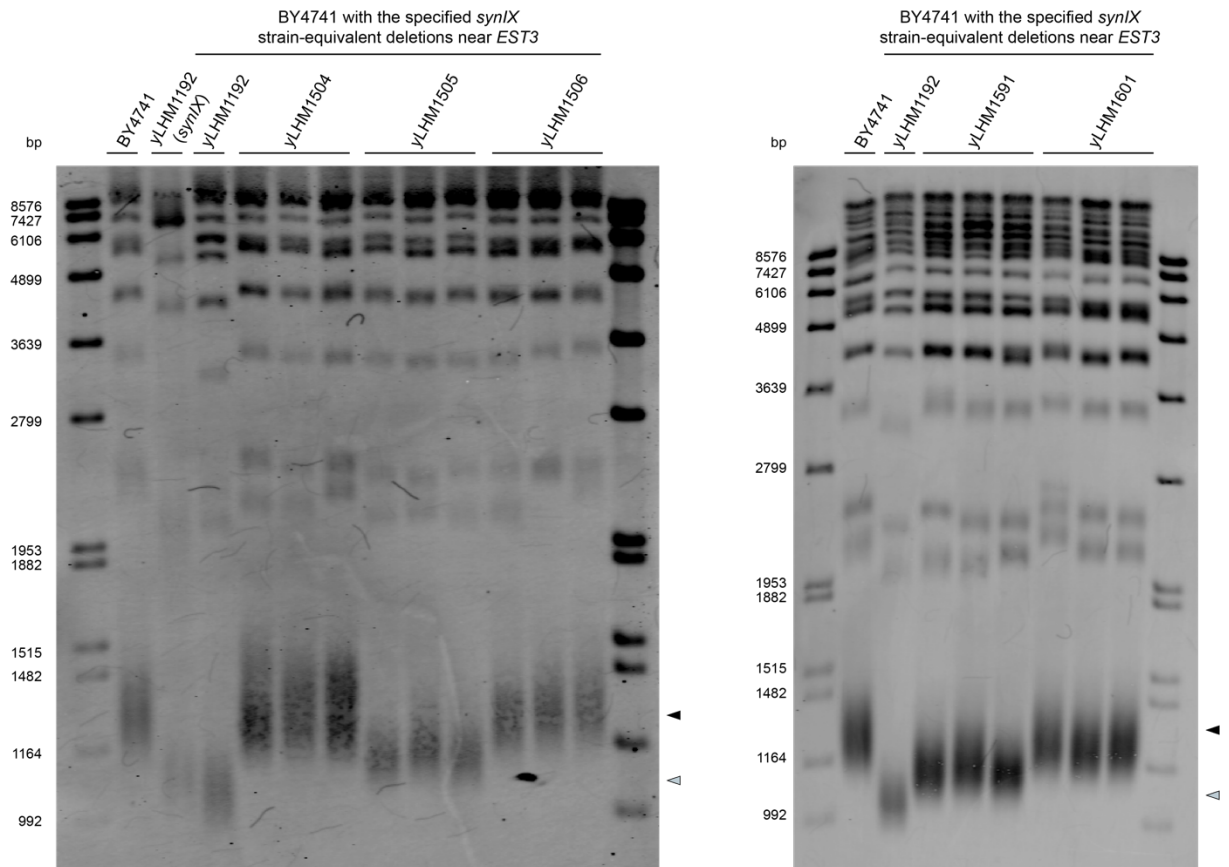 BY4741 with the specified synIX
strain-equivalent deletions near EST3
BY4741
yLHM1192
(synIX)
yLHM1192
yLHM1504
yLHM1505
yLHM1506
bp
8576
7427
6106
4899
3639
2799
1953
1882
1515
1482
1164
992
BY4741 with the specified synIX
strain-equivalent deletions near EST3
BY4741
yLHM1192
yLHM1591
yLHM1601
bp
8576
7427
6106
4899
3639
2799
1953
1882
1515
1482
1164
992